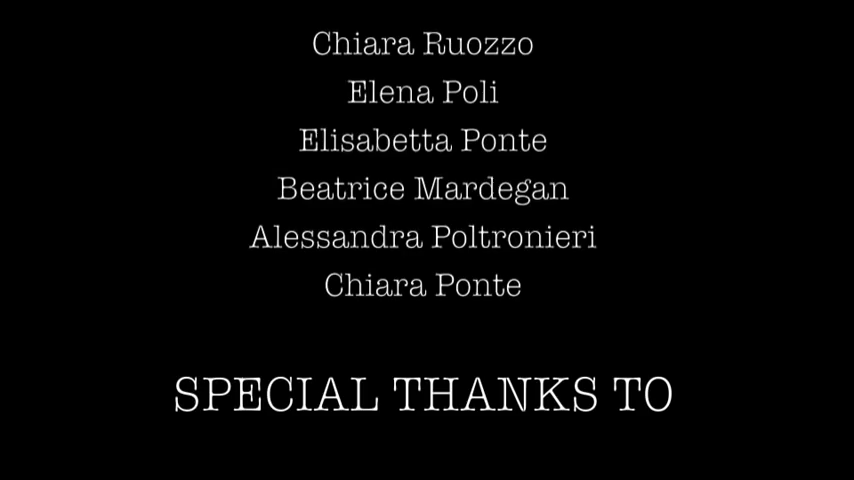 Chiara Ruozzo
Elena Poli
Elisabetta Ponte
Beatrice Mardegan
Alessandra Poltronieri
Chiara Ponte
SPECIAL THANKS TO